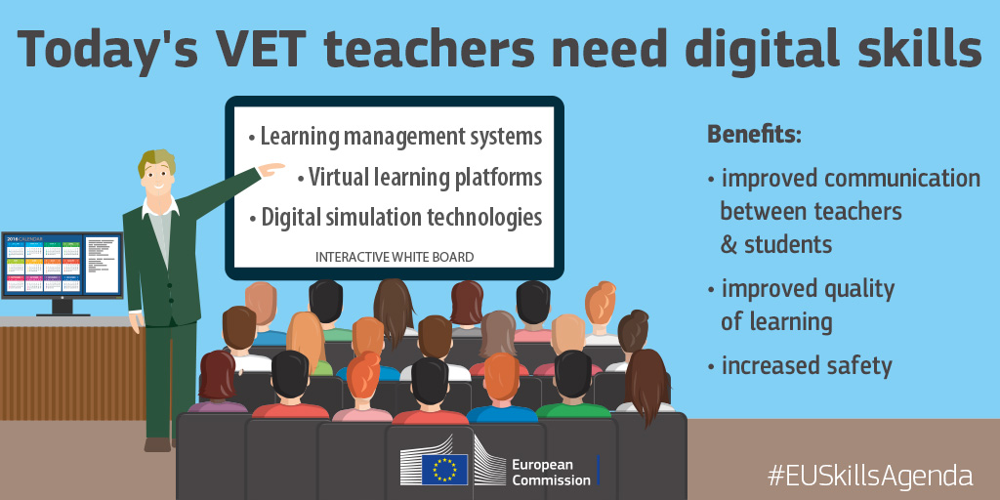 Today's VET teachers need digital skills
• Learning management systems
• Virtual learning platforms
• Digital simulation technologies
INTERACTIVE WHITE BOARD
2016 CALENDAR
Benefits:
• improved communication
between teachers
& students
• improved quality
of learning
• increased safety
European
Commission
#EUSkillsAgenda